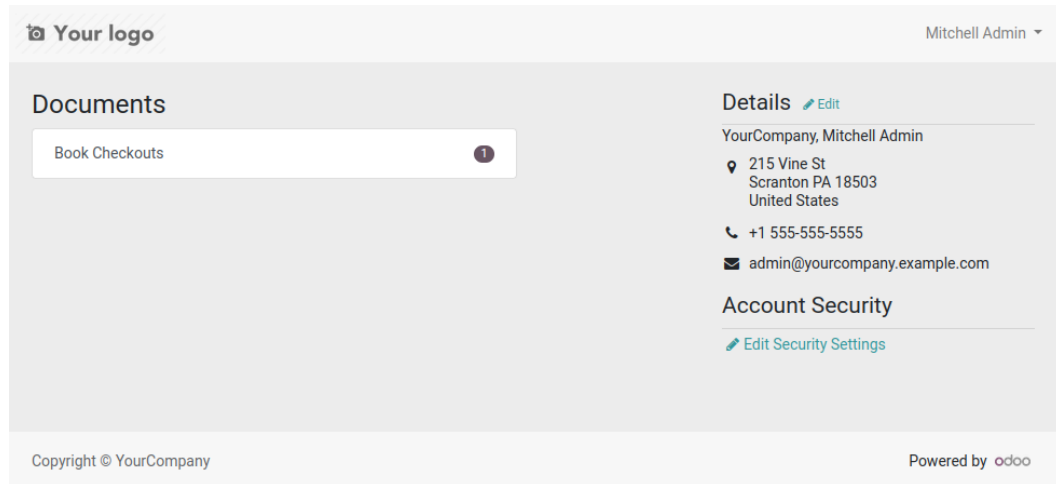 Your logo
Mitchell Admin
Documents
Book Checkouts
1
Details
Edit
YourCompany, Mitchell Admin
215 Vine St
Scranton PA 18503
United States
+1 555-555-5555
admin@yourcompany.example.com
Account Security
Edit Security Settings
Copyright © YourCompany
Powered by odoo